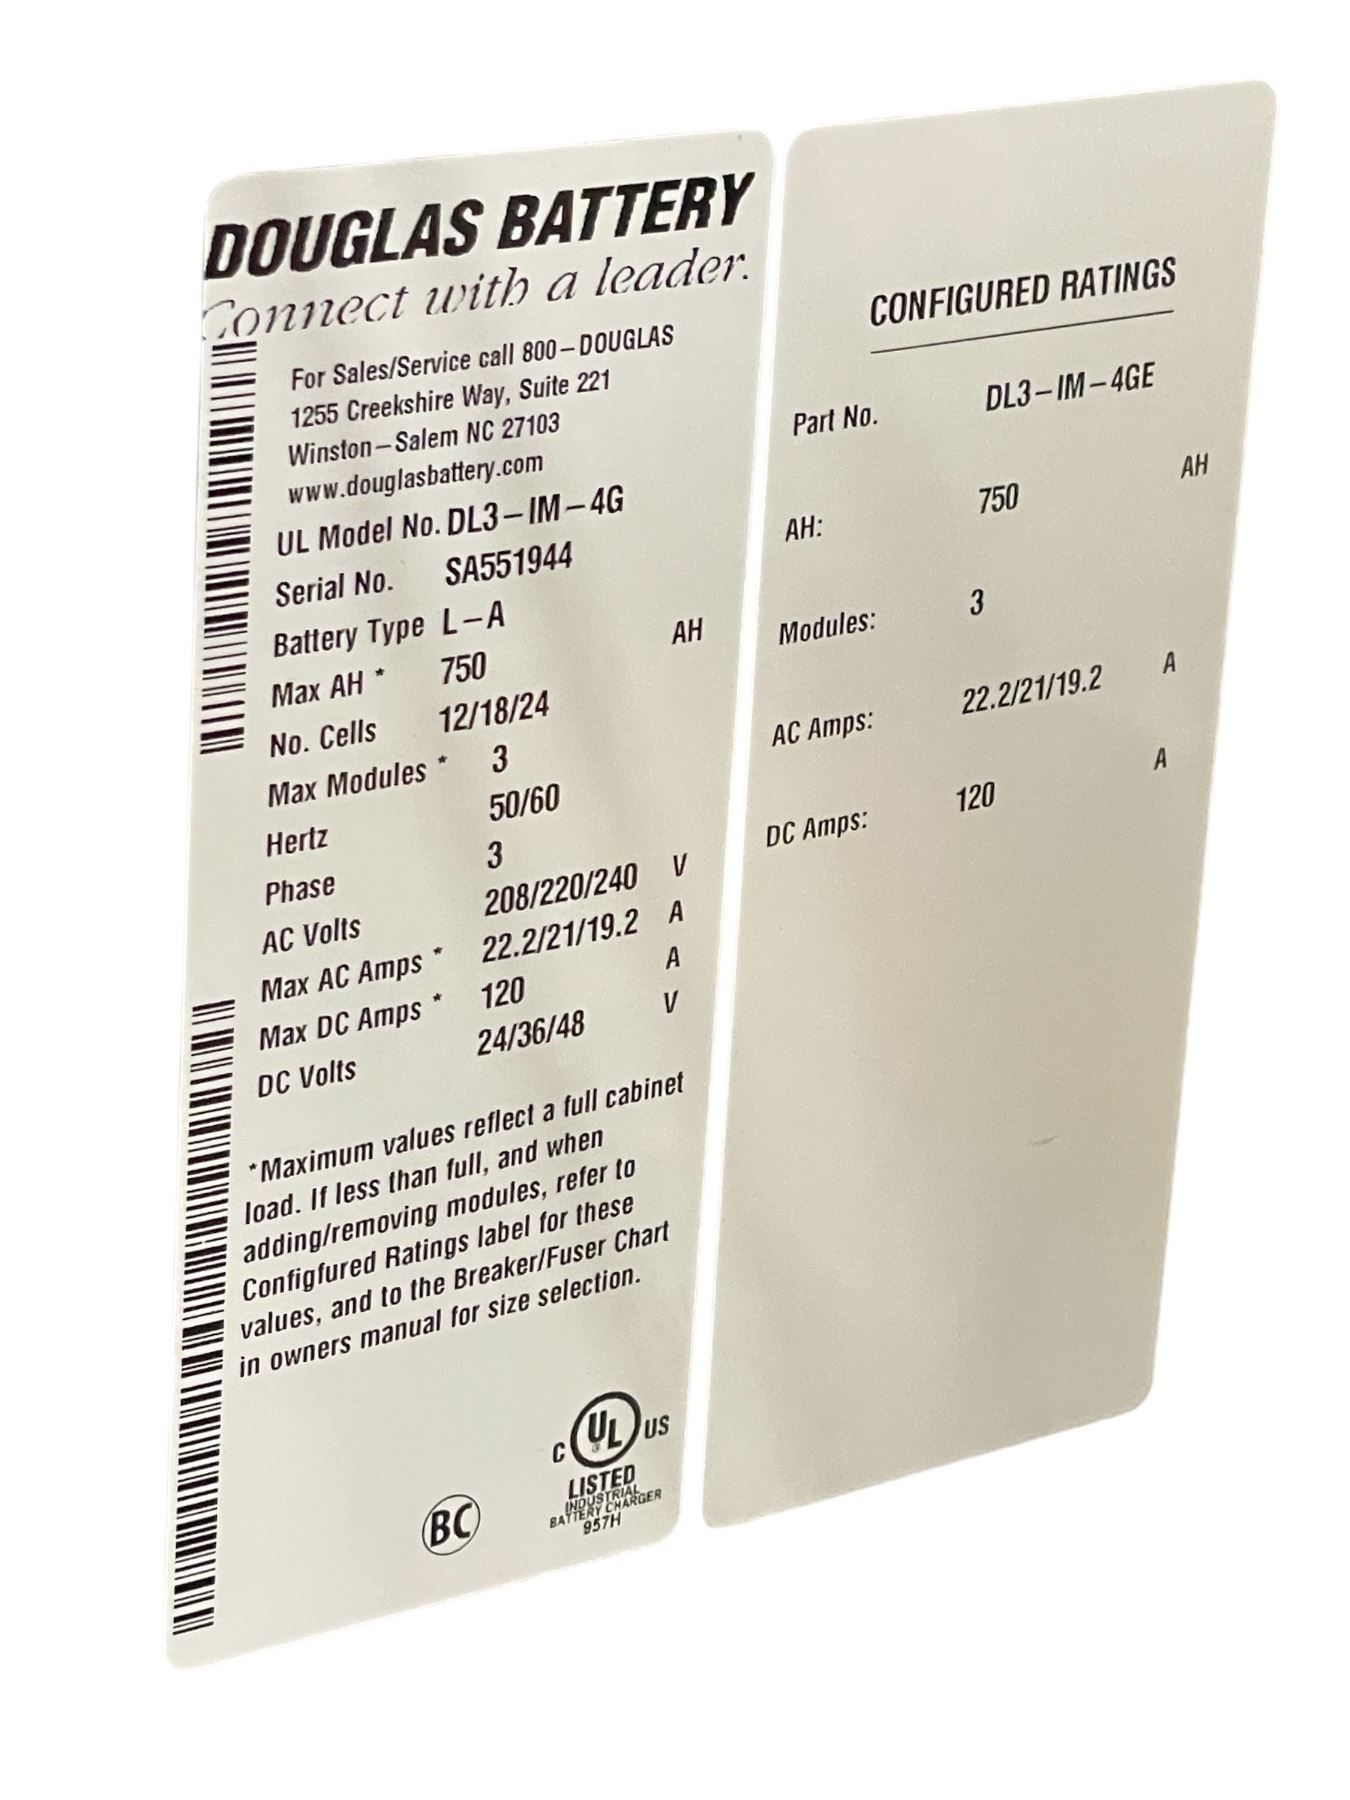 DOUGLAS BATTERY
Connect with a leader.
For Sales/Service call 800–DOUGLAS
1255 Creekshire Way, Suite 221
Winston–Salem NC 27103
www.douglasbattery.com
UL Model No. DL3–IM–4G
Serial No. SA551944
Battery Type L–A
Max AH * 750 AH
No. Cells 12/18/24
Max Modules * 3
Hertz 50/60
Phase 3
AC Volts 208/220/240 V
Max AC Amps * 22.2/21/19.2 A
Max DC Amps * 120 A
DC Volts 24/36/48 V
*Maximum values reflect a full cabinet
load. If less than full, and when
adding/removing modules, refer to
Configfured Ratings label for these
values, and to the Breaker/Fuser Chart
in owners manual for size selection.
BC
C UL US
®
LISTED
INDUSTRIAL
BATTERY CHARGER
957H
CONFIGURED RATINGS
Part No. DL3–IM–4GE
AH: 750 AH
Modules: 3
AC Amps: 22.2/21/19.2 A
DC Amps: 120 A